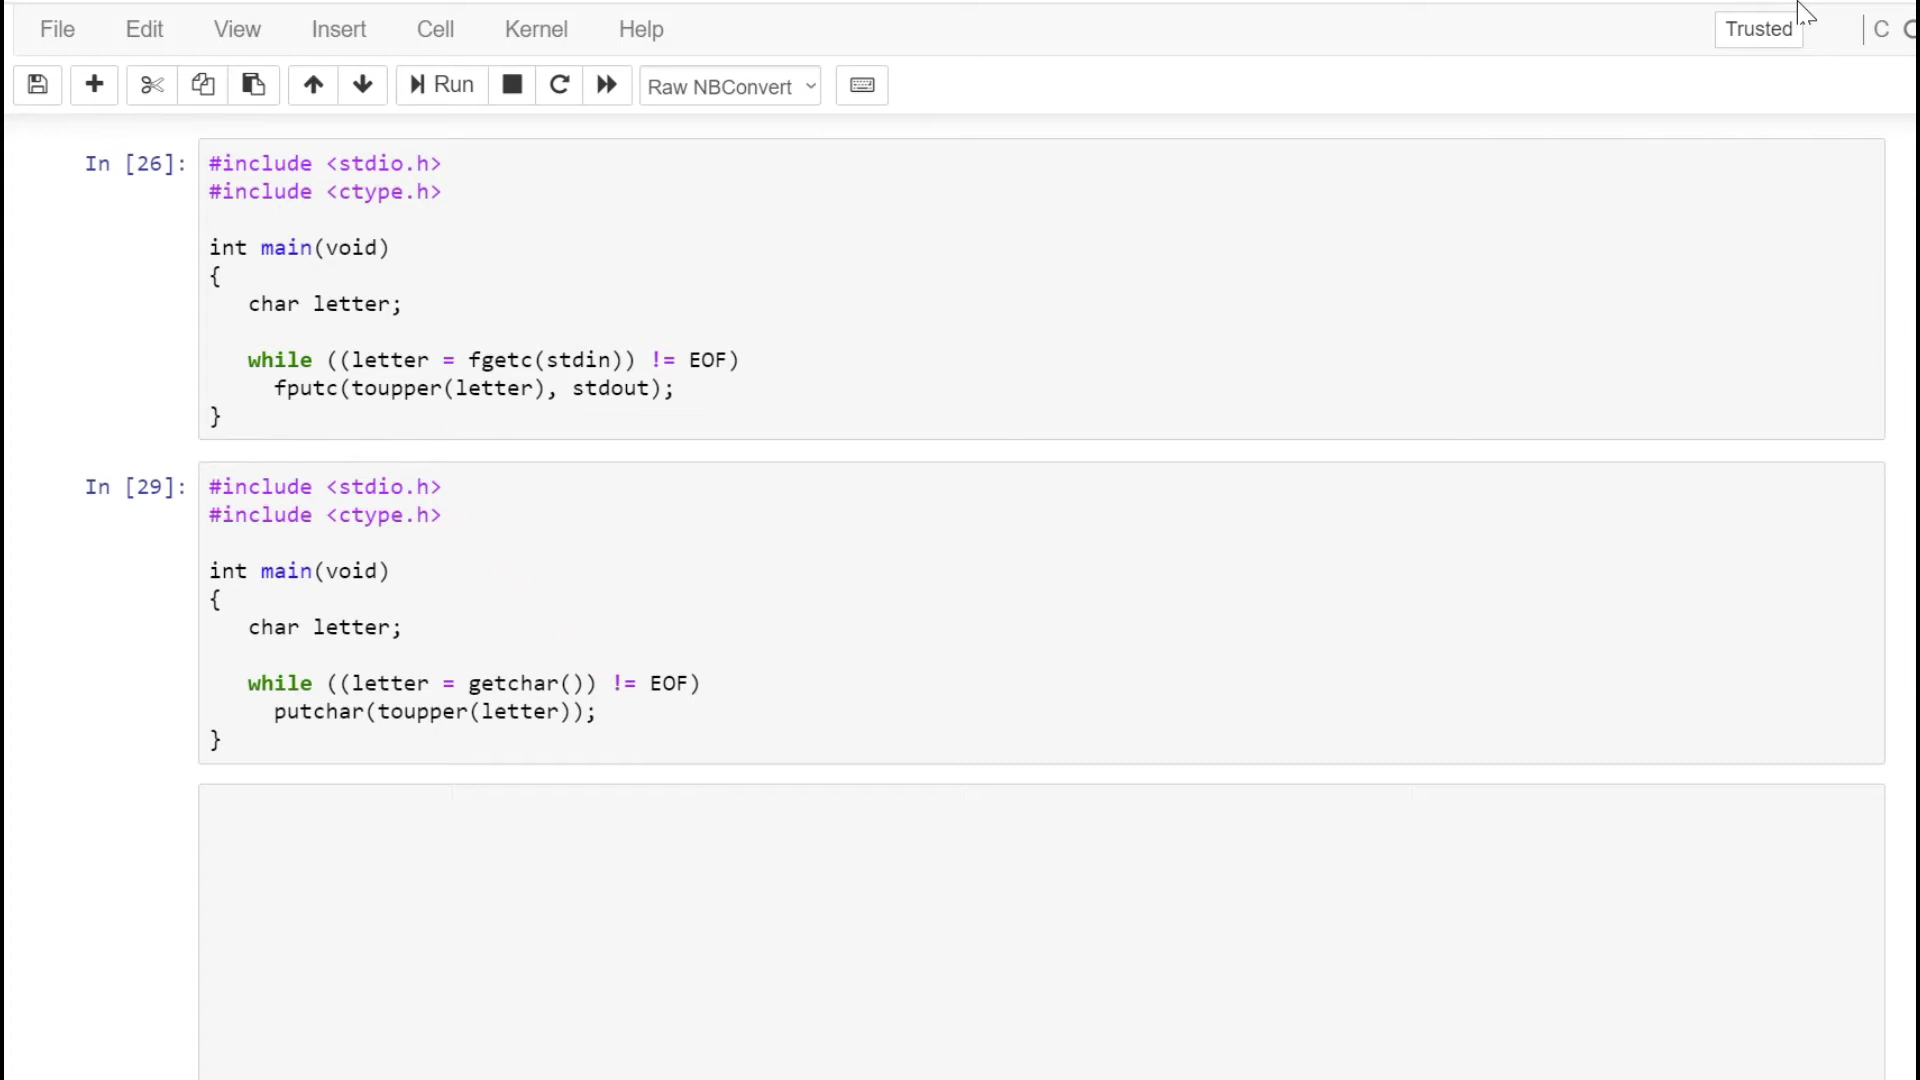 File Edit View Insert Cell Kernel Help Trusted C
Run Raw NBConvert
In [26]: #include <stdio.h>
#include <ctype.h>
int main(void)
{
char letter;
while ((letter = fgetc(stdin)) != EOF)
fputc(toupper(letter), stdout);
}
In [29]: #include <stdio.h>
#include <ctype.h>
int main(void)
{
char letter;
while ((letter = getchar()) != EOF)
putchar(toupper(letter));
}